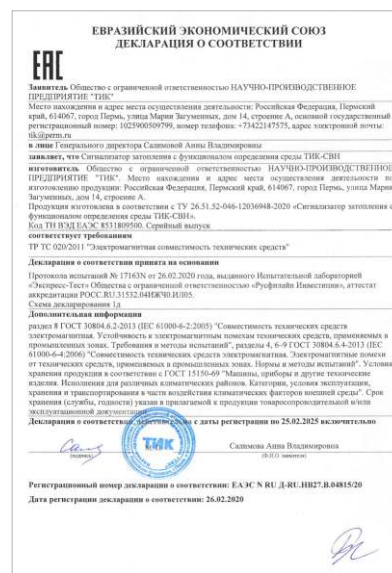 ЕВРАЗИЙСКИЙ ЭКОНОМИЧЕСКИЙ СОЮЗ
ДЕКЛАРАЦИЯ О СООТВЕТСТВИИ
ЕАС
Заявитель Общество с ограниченной ответственностью НАУЧНО-ПРОИЗВОДСТВЕННОЕ
ПРЕДПРИЯТИЕ "ТИК"
Место нахождения и адрес места осуществления деятельности: Российская Федерация, Пермский
край, 614067, город Пермь, улица Марии Загуменных, дом 14, строение А, основной государственный
регистрационный номер: 1025900509799, номер телефона: +73422147575, адрес электронной почты:
tik@perm.ru
в лице Генерального директора Салимовой Анны Владимировны
заявляет, что Сигнализатор затопления с функционалом определения среды ТИК-СВН
изготовитель Общество с ограниченной ответственностью НАУЧНО-ПРОИЗВОДСТВЕННОЕ
ПРЕДПРИЯТИЕ "ТИК". Место нахождения и адрес места осуществления деятельности по
изготовлению продукции: Российская Федерация, Пермский край, 614067, город Пермь, улица Марии
Загуменных, дом 14, строение А.
Продукция изготовлена в соответствии с ТУ 26.51.52-046-12036948-2020 «Сигнализатор затопления с
функционалом определения среды ТИК-СВН».
Код ТН ВЭД ЕАЭС 8531809500. Серийный выпуск
соответствует требованиям
ТР ТС 020/2011 "Электромагнитная совместимость технических средств"
Декларация о соответствии принята на основании
Протокола испытаний № 17163N от 26.02.2020 года, выданного Испытательной лабораторией
«Экспресс-Тест» Общества с ограниченной ответственностью «Русфилайн Инвестиции», аттестат
аккредитации РОСС.RU.31532.04ИЖЧ0.ИЛ05.
Схема декларирования 1д
Дополнительная информация
раздел 8 ГОСТ 30804.6.2-2013 (IEC 61000-6-2:2005) "Совместимость технических средств
электромагнитная. Устойчивость к электромагнитным помехам технических средств, применяемых в
промышленных зонах. Требования и методы испытаний", разделы 4, 6-9 ГОСТ 30804.6.4-2013 (IEC
61000-6-4:2006) "Совместимость технических средств электромагнитная. Электромагнитные помехи
от технических средств, применяемых в промышленных зонах. Нормы и методы испытаний". Условия
хранения продукции в соответствии с ГОСТ 15150-69 "Машины, приборы и другие технические
изделия. Исполнения для различных климатических районов. Категории, условия эксплуатации,
хранения и транспортирования в части воздействия климатических факторов внешней среды". Срок
хранения (службы, годности) указан в прилагаемой к продукции товаросопроводительной и/или
эксплуатационной документации
Декларация о соответствии действительна с даты регистрации по 25.02.2025 включительно
ТИК
Салимова Анна Владимировна
(подпись)
(Ф.И.О. заявителя)
Регистрационный номер декларации о соответствии: ЕАЭС N RU Д-RU.НВ27.В.04815/20
Дата регистрации декларации о соответствии: 26.02.2020